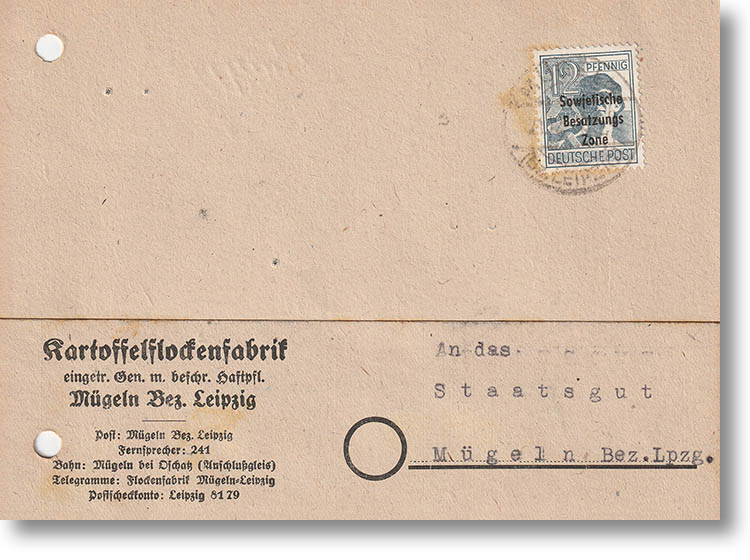 12 PFENNIG
Sowjetische
Besatzungs
Zone
DEUTSCHE POST
Kartoffelflockenfabrik
eingetr. Gen. m. beschr. Haftpfl.
Mügeln Bez. Leipzig
Post: Mügeln Bez. Leipzig
Fernsprecher: 241
Bahn: Mügeln bei Oschatz (Anschlußgleis)
Telegramme: Flockenfabrik Mügeln-Leipzig
Postscheckkonto: Leipzig 81 79
An das
Staatsgut
Mügeln Bez.Lpzg.